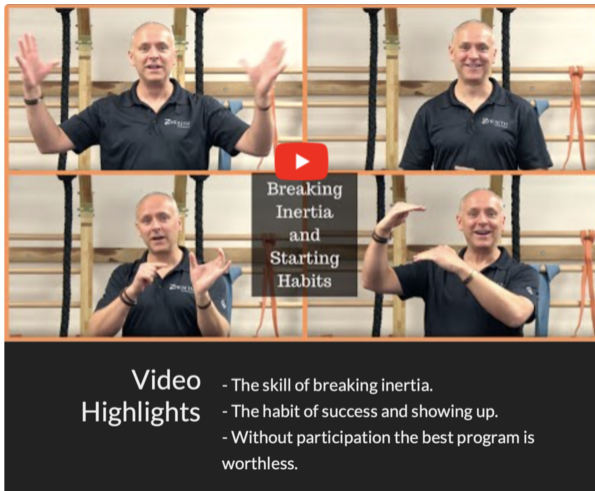 Breaking
Inertia
and
Starting
Habits
Video
Highlights
- The skill of breaking inertia.
- The habit of success and showing up.
- Without participation the best program is
worthless.